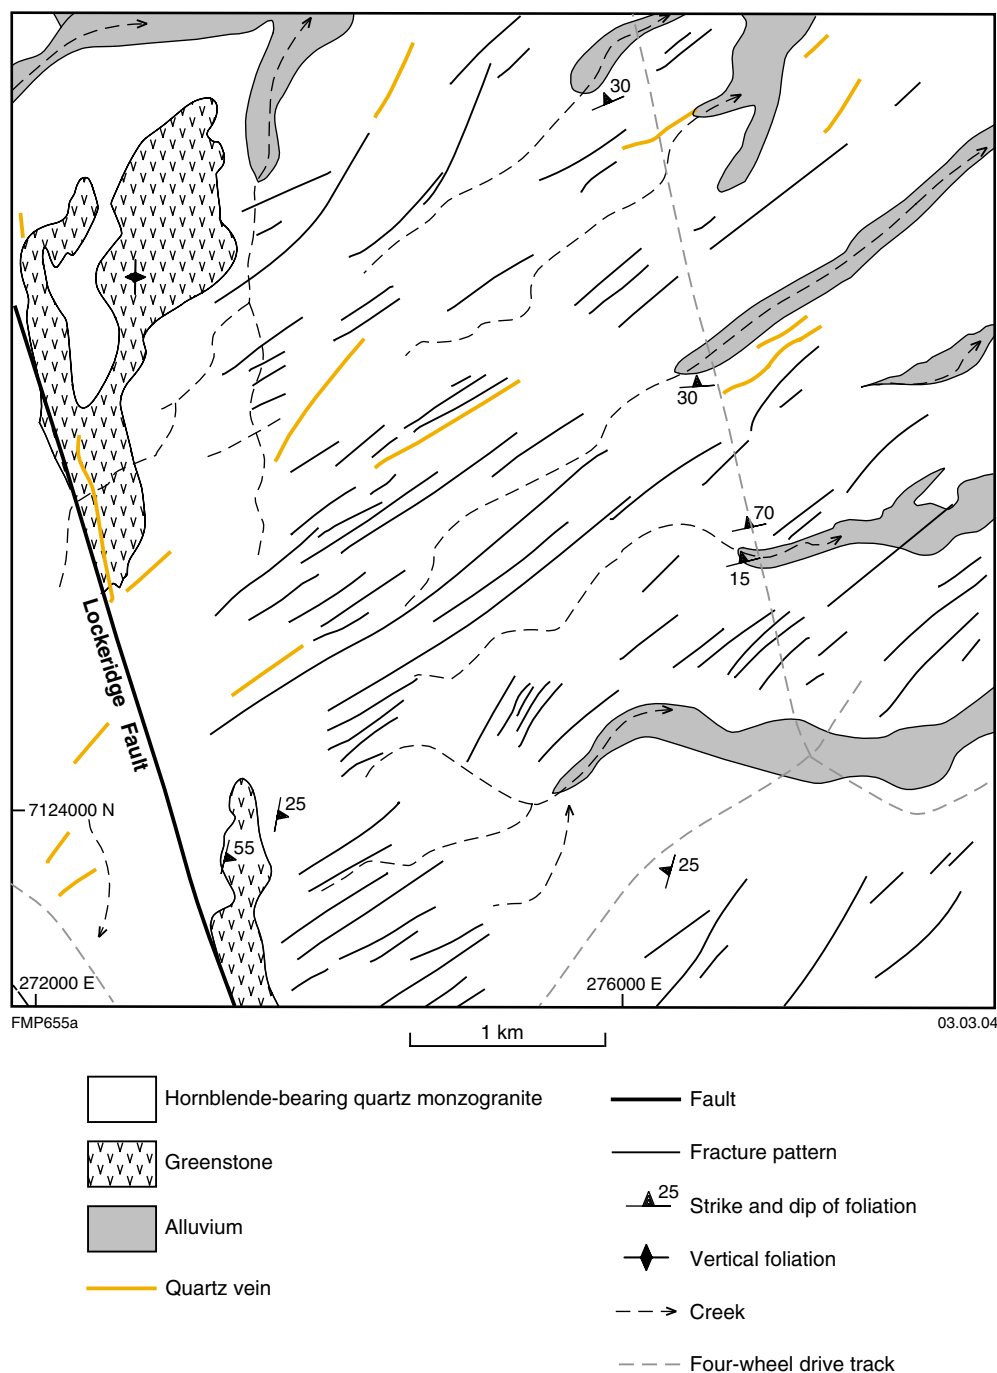 30
30
70
15
Lockeridge Fault
25
7124000 N
55
25
272000 E
276000 E
FMP655a
03.03.04
1 km
Hornblende-bearing quartz monzogranite
Fault
Greenstone
Fracture pattern
25
Strike and dip of foliation
Alluvium
Vertical foliation
Quartz vein
Creek
Four-wheel drive track